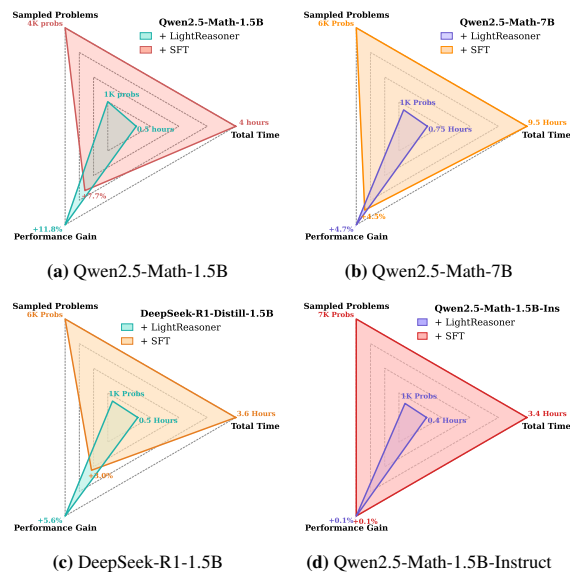 Sampled Problems
4K probs
Qwen2.5-Math-1.5B
+ LightReasoner
+ SFT
1K probs
0.5 hours
4 hours
Total Time
+7.7%
+11.8%
Performance Gain
(a) Qwen2.5-Math-1.5B
Sampled Problems
6K Probs
Qwen2.5-Math-7B
+ LightReasoner
+ SFT
1K Probs
0.75 Hours
9.5 Hours
Total Time
+4.7%
Performance Gain
(b) Qwen2.5-Math-7B
Sampled Problems
6K Probs
DeepSeek-R1-Distill-1.5B
+ LightReasoner
+ SFT
1K Probs
0.5 Hours
3.6 Hours
Total Time
+5.6%
Performance Gain
(c) DeepSeek-R1-1.5B
Sampled Problems
7K Probs
Qwen2.5-Math-1.5B-Ins
+ LightReasoner
+ SFT
1K Probs
0.4 Hours
3.4 Hours
Total Time
+0.1%
+0.1%
Performance Gain
(d) Qwen2.5-Math-1.5B-Instruct